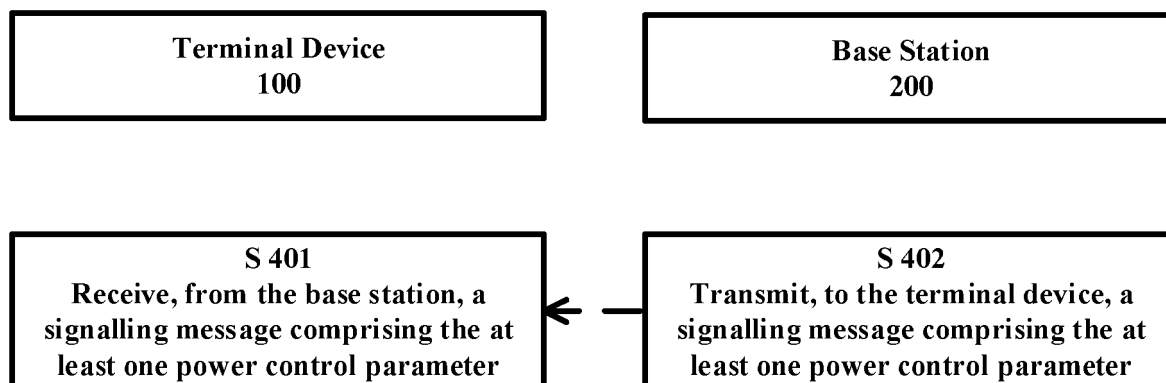 Terminal Device
100
Base Station
200
S 401
Receive, from the base station, a
signalling message comprising the at
least one power control parameter
S 402
Transmit, to the terminal device, a
signalling message comprising the at
least one power control parameter